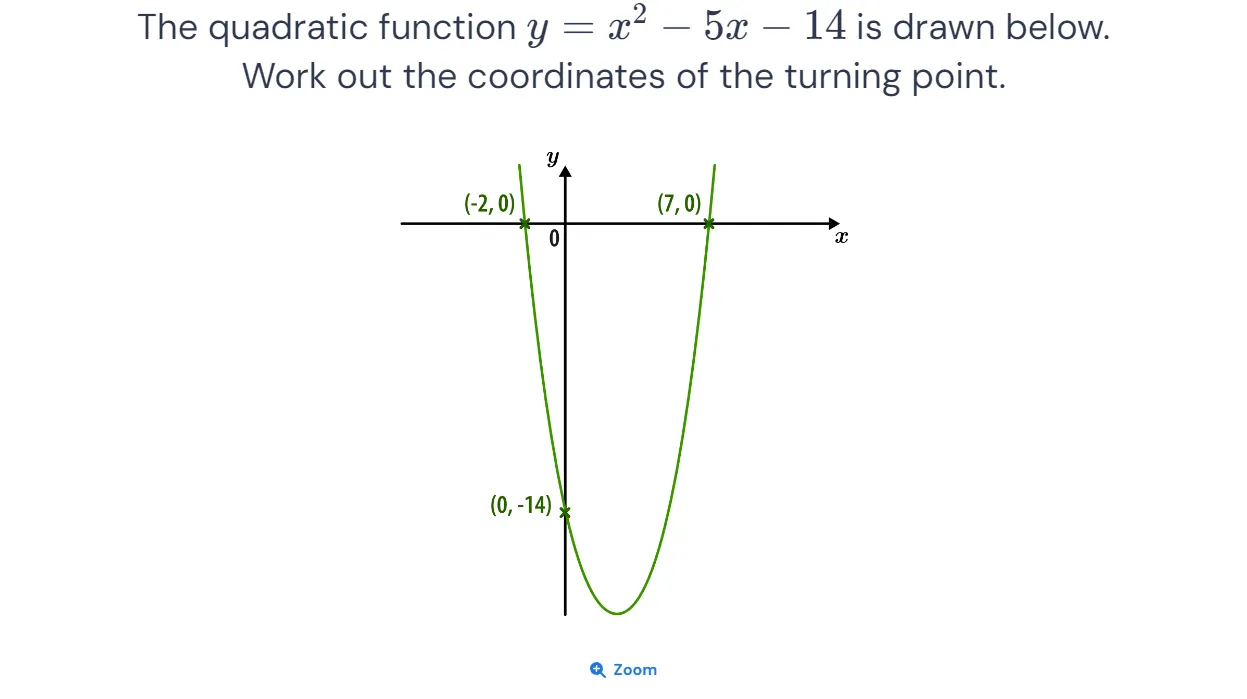 The quadratic function y = x² − 5x − 14 is drawn below.
Work out the coordinates of the turning point.
y
(-2, 0)
(7, 0)
0
x
(0, -14)
Zoom